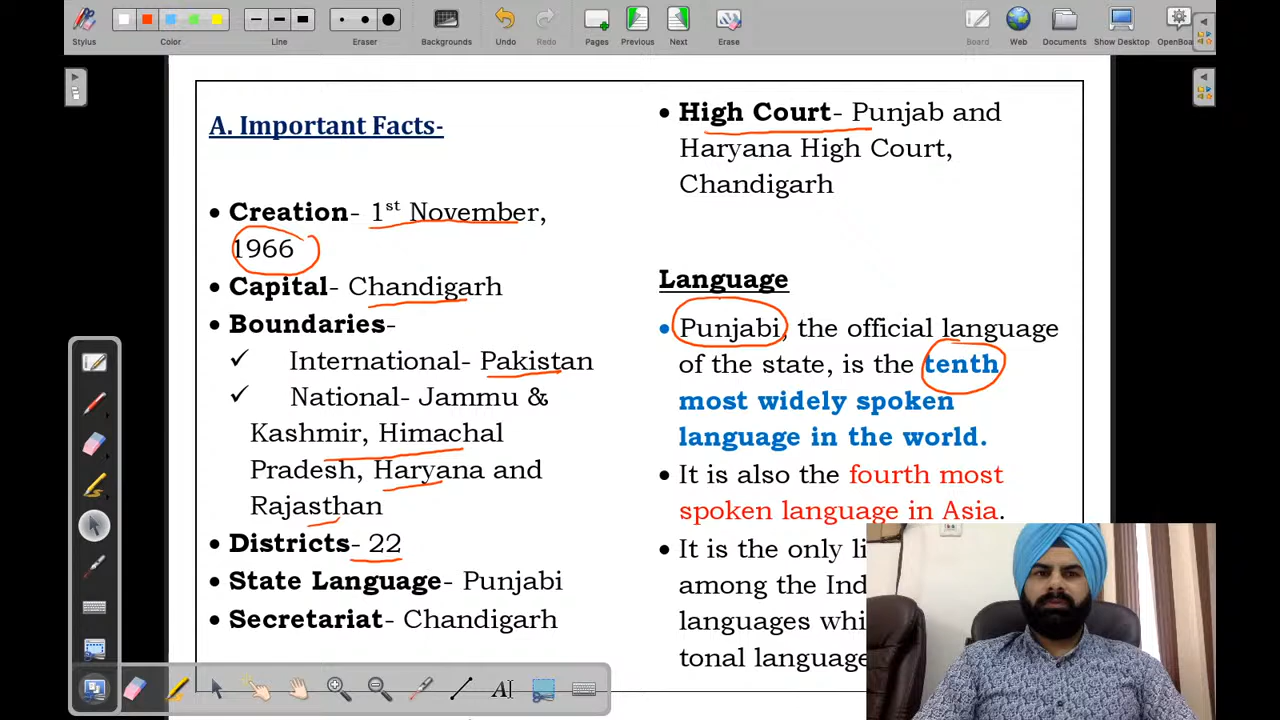 Stylus
Color
Line
Eraser
Backgrounds
Undo
Redo
Pages
Previous
Next
Erase
Board
Web
Documents
Show Desktop
OpenBoard
A. Important Facts-
• Creation- 1st November,
1966
• Capital- Chandigarh
• Boundaries-
✓ International- Pakistan
✓ National- Jammu &
Kashmir, Himachal
Pradesh, Haryana and
Rajasthan
• Districts- 22
• State Language- Punjabi
• Secretariat- Chandigarh
• High Court- Punjab and
Haryana High Court,
Chandigarh
Language
• Punjabi, the official language
of the state, is the tenth
most widely spoken
language in the world.
• It is also the fourth most
spoken language in Asia.
• It is the only
among the
languages
tonal language